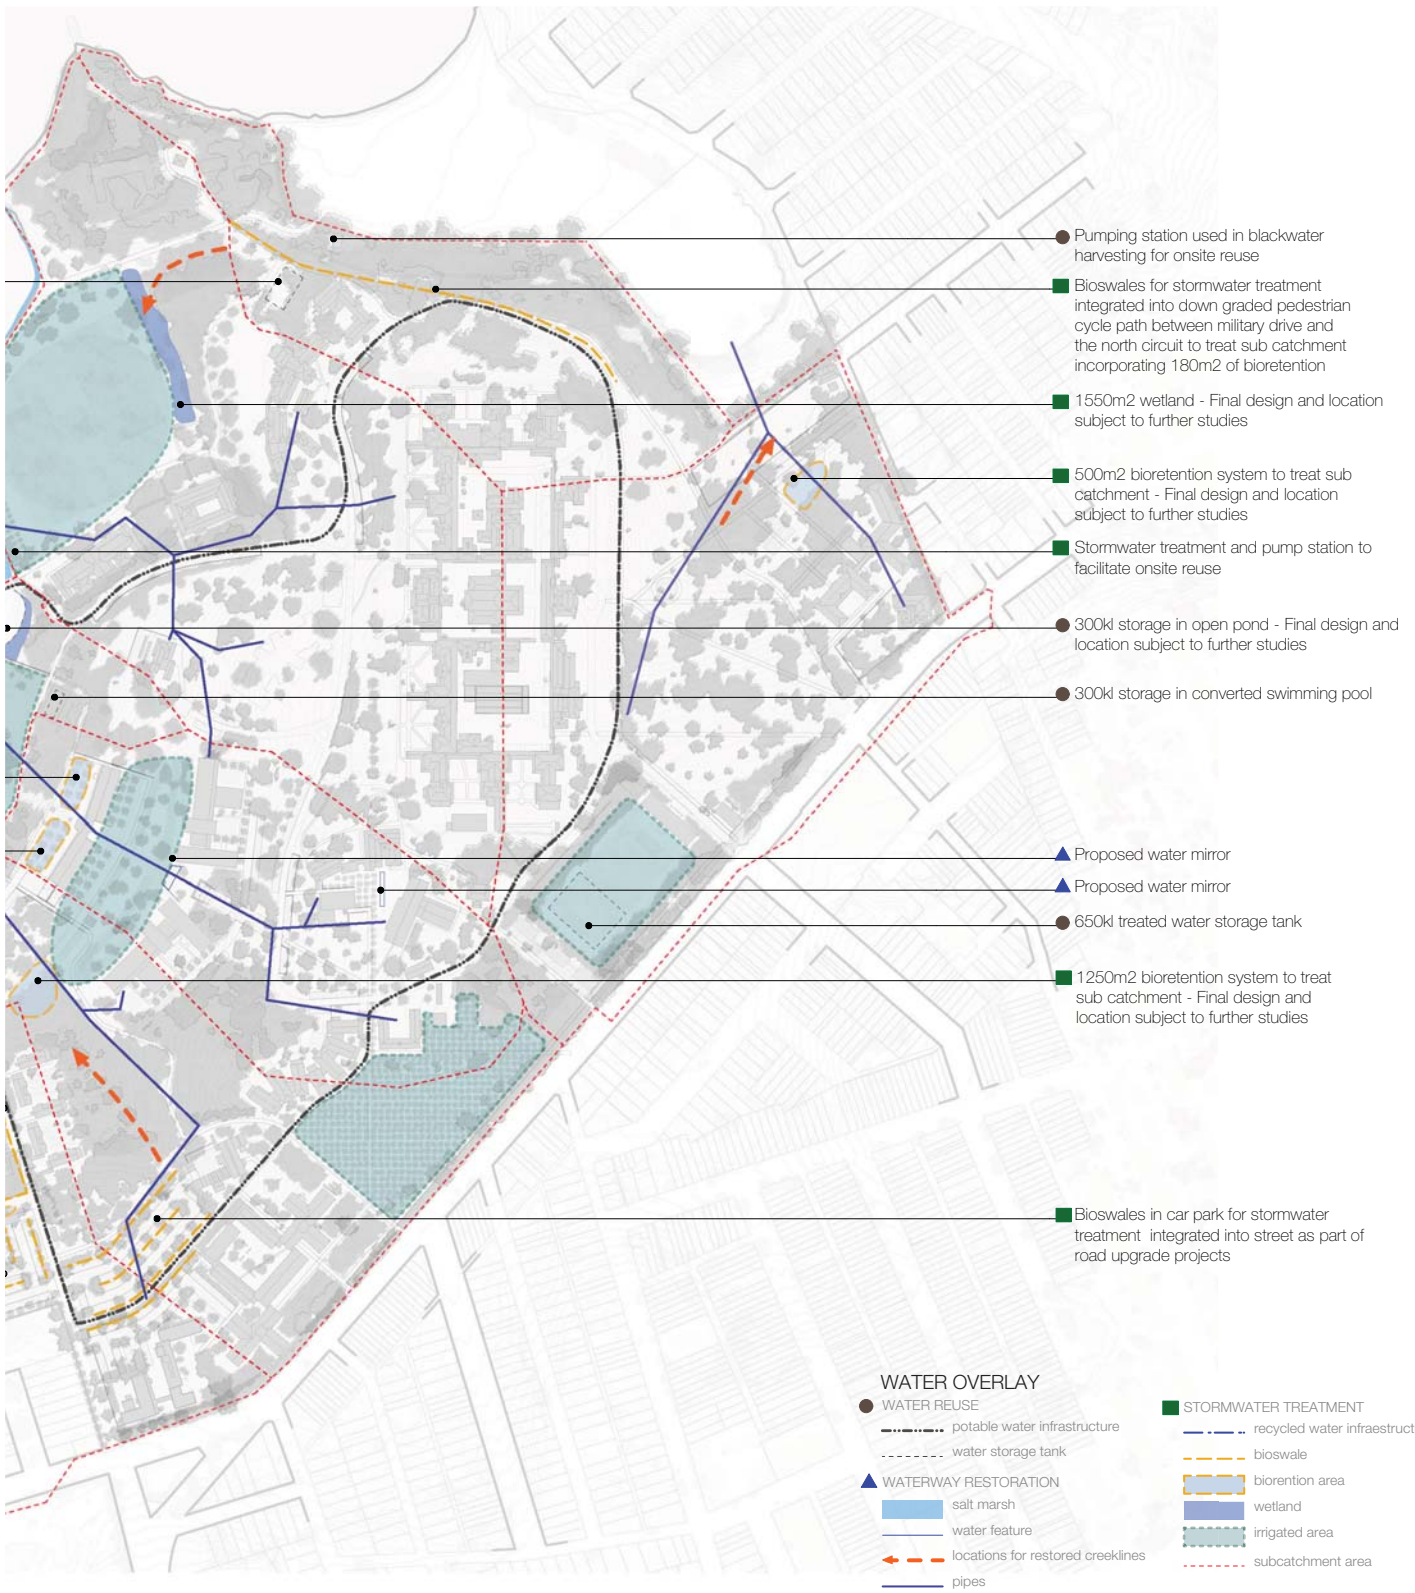 Pumping station used in blackwater
harvesting for onsite reuse
Bioswales for stormwater treatment
integrated into down graded pedestrian
cycle path between military drive and
the north circuit to treat sub catchment
incorporating 180m2 of bioretention
1550m2 wetland - Final design and location
subject to further studies
500m2 bioretention system to treat sub
catchment - Final design and location
subject to further studies
Stormwater treatment and pump station to
facilitate onsite reuse
300kl storage in open pond - Final design and
location subject to further studies
300kl storage in converted swimming pool
Proposed water mirror
Proposed water mirror
650kl treated water storage tank
1250m2 bioretention system to treat
sub catchment - Final design and
location subject to further studies
Bioswales in car park for stormwater
treatment integrated into street as part of
road upgrade projects
WATER OVERLAY
WATER REUSE
potable water infrastructure
water storage tank
WATERWAY RESTORATION
salt marsh
water feature
locations for restored creeklines
pipes
STORMWATER TREATMENT
recycled water infraestruct
bioswale
biorention area
wetland
irrigated area
subcatchment area